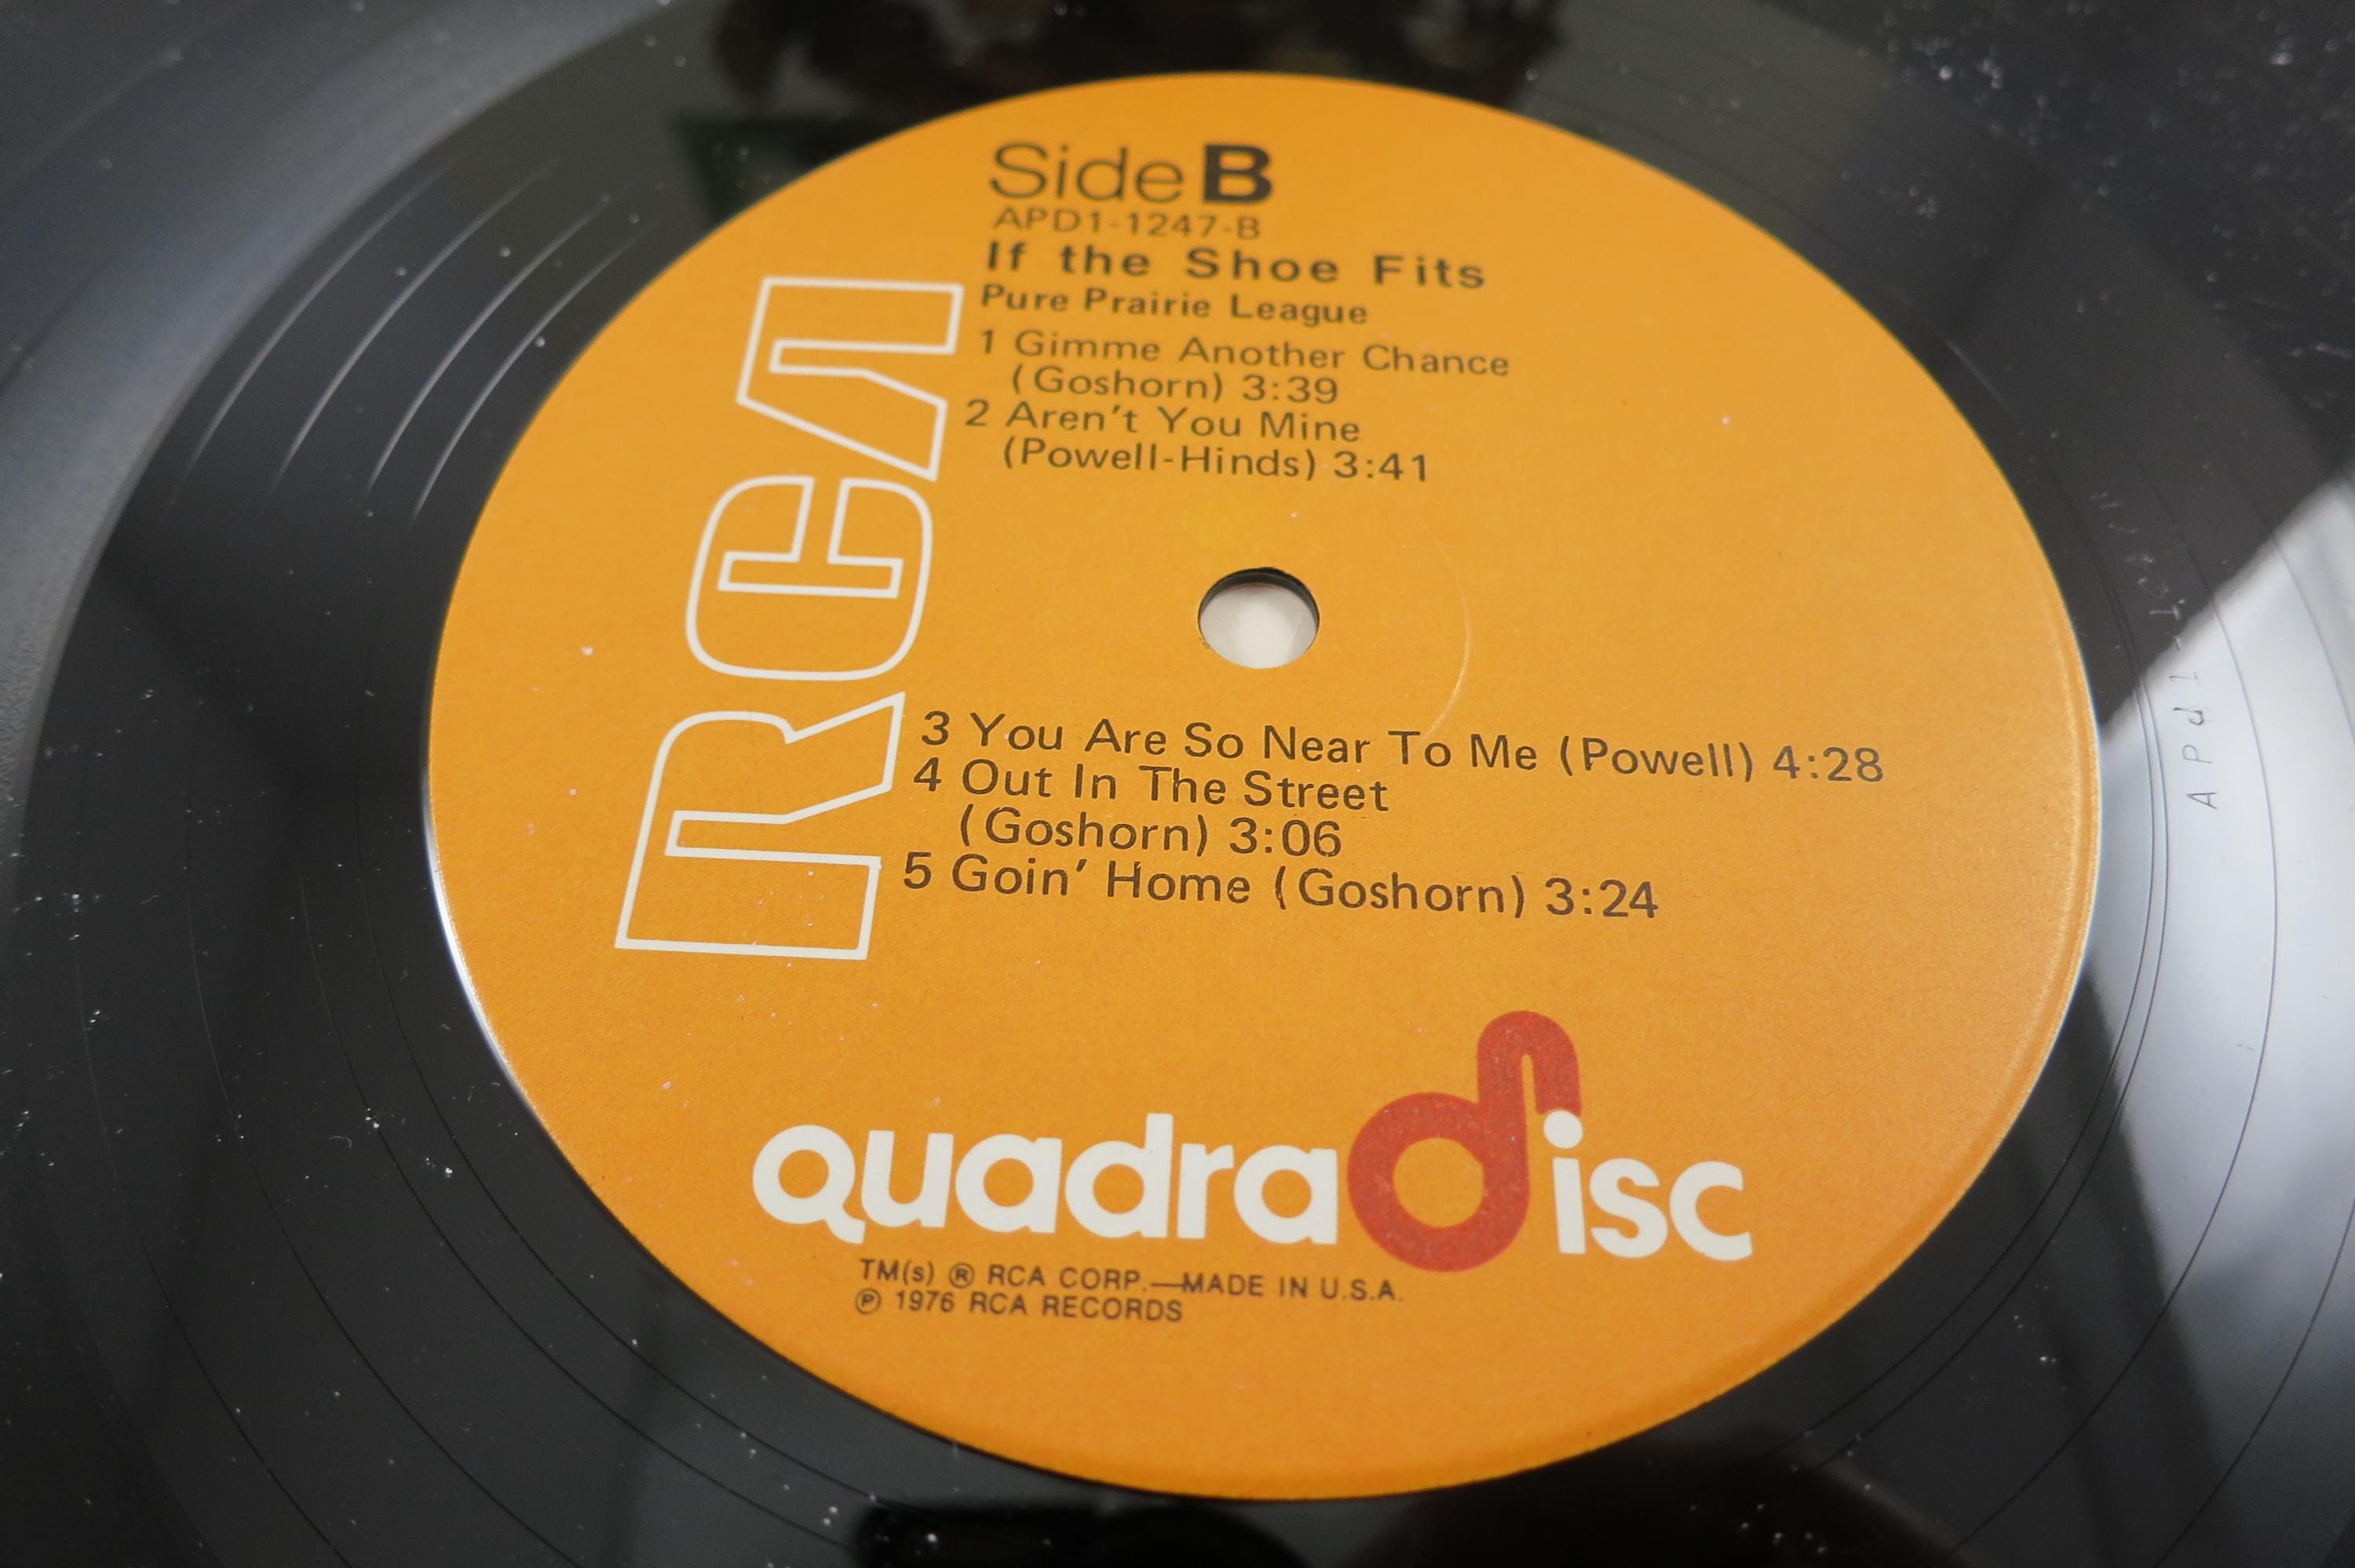 Side B
APD1-1247-B
If the Shoe Fits
Pure Prairie League
1 Gimme Another Chance
(Goshorn) 3:39
2 Aren't You Mine
(Powell-Hinds) 3:41
RCA
3 You Are So Near To Me (Powell) 4:28
4 Out In The Street
(Goshorn) 3:06
5 Goin' Home (Goshorn) 3:24
quadradisc
TM(s) ® RCA CORP.—MADE IN U.S.A.
℗ 1976 RCA RECORDS